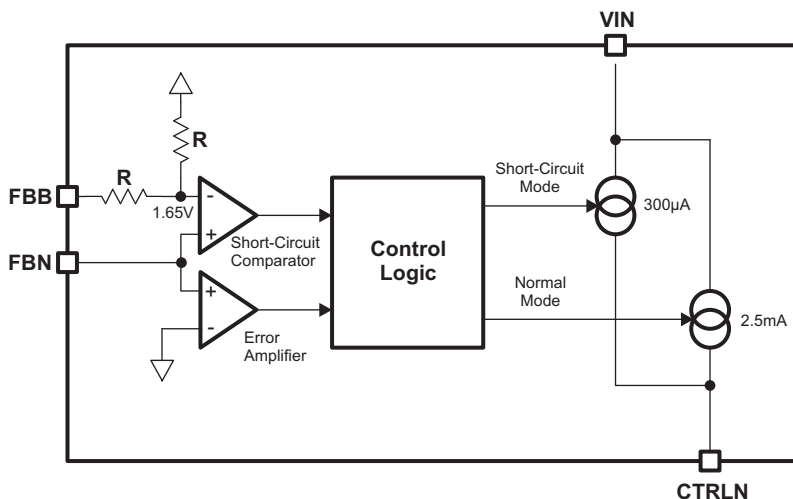 VIN
R
R
FBB
1.65V
-
+
Short-Circuit
Comparator
FBN
+
-
Error
Amplifier
Control
Logic
Short-Circuit
Mode
300µA
Normal
Mode
2.5mA
CTRLN